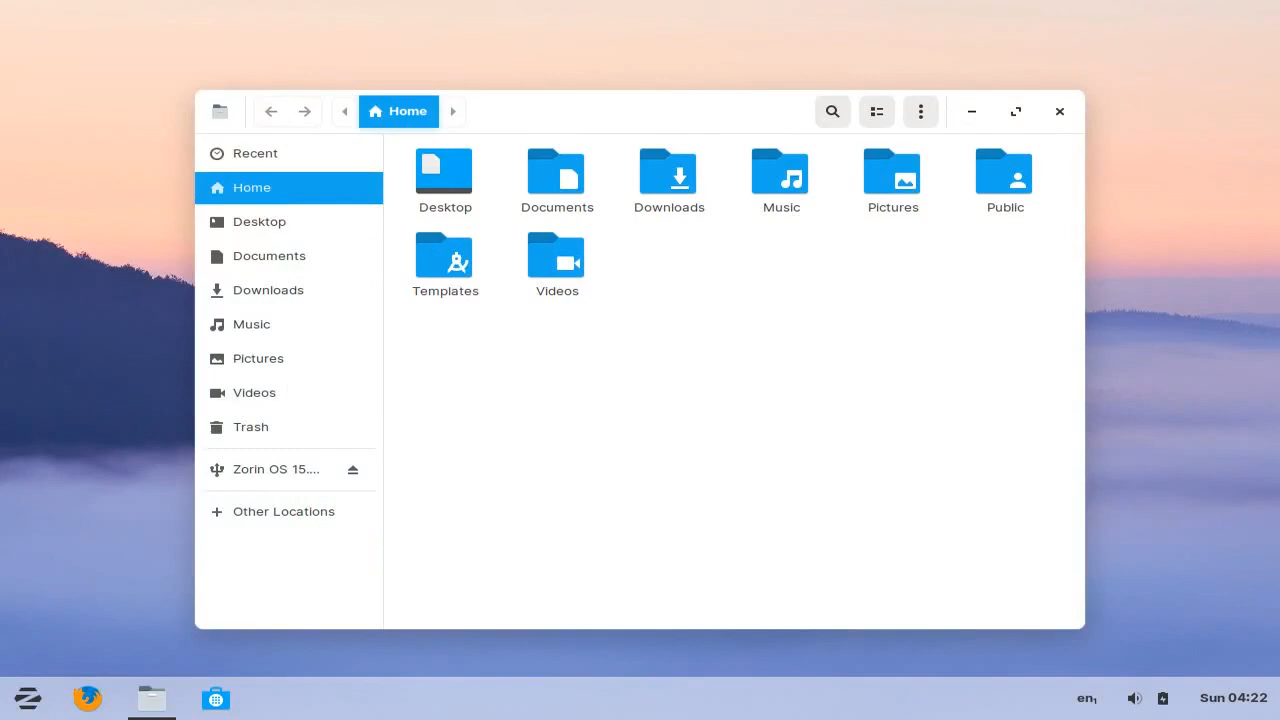 Home
Recent
Home
Desktop
Documents
Downloads
Music
Pictures
Videos
Trash
Zorin OS 15....
Other Locations
Desktop Documents Downloads Music Pictures Public
Templates Videos
en₁ Sun 04:22